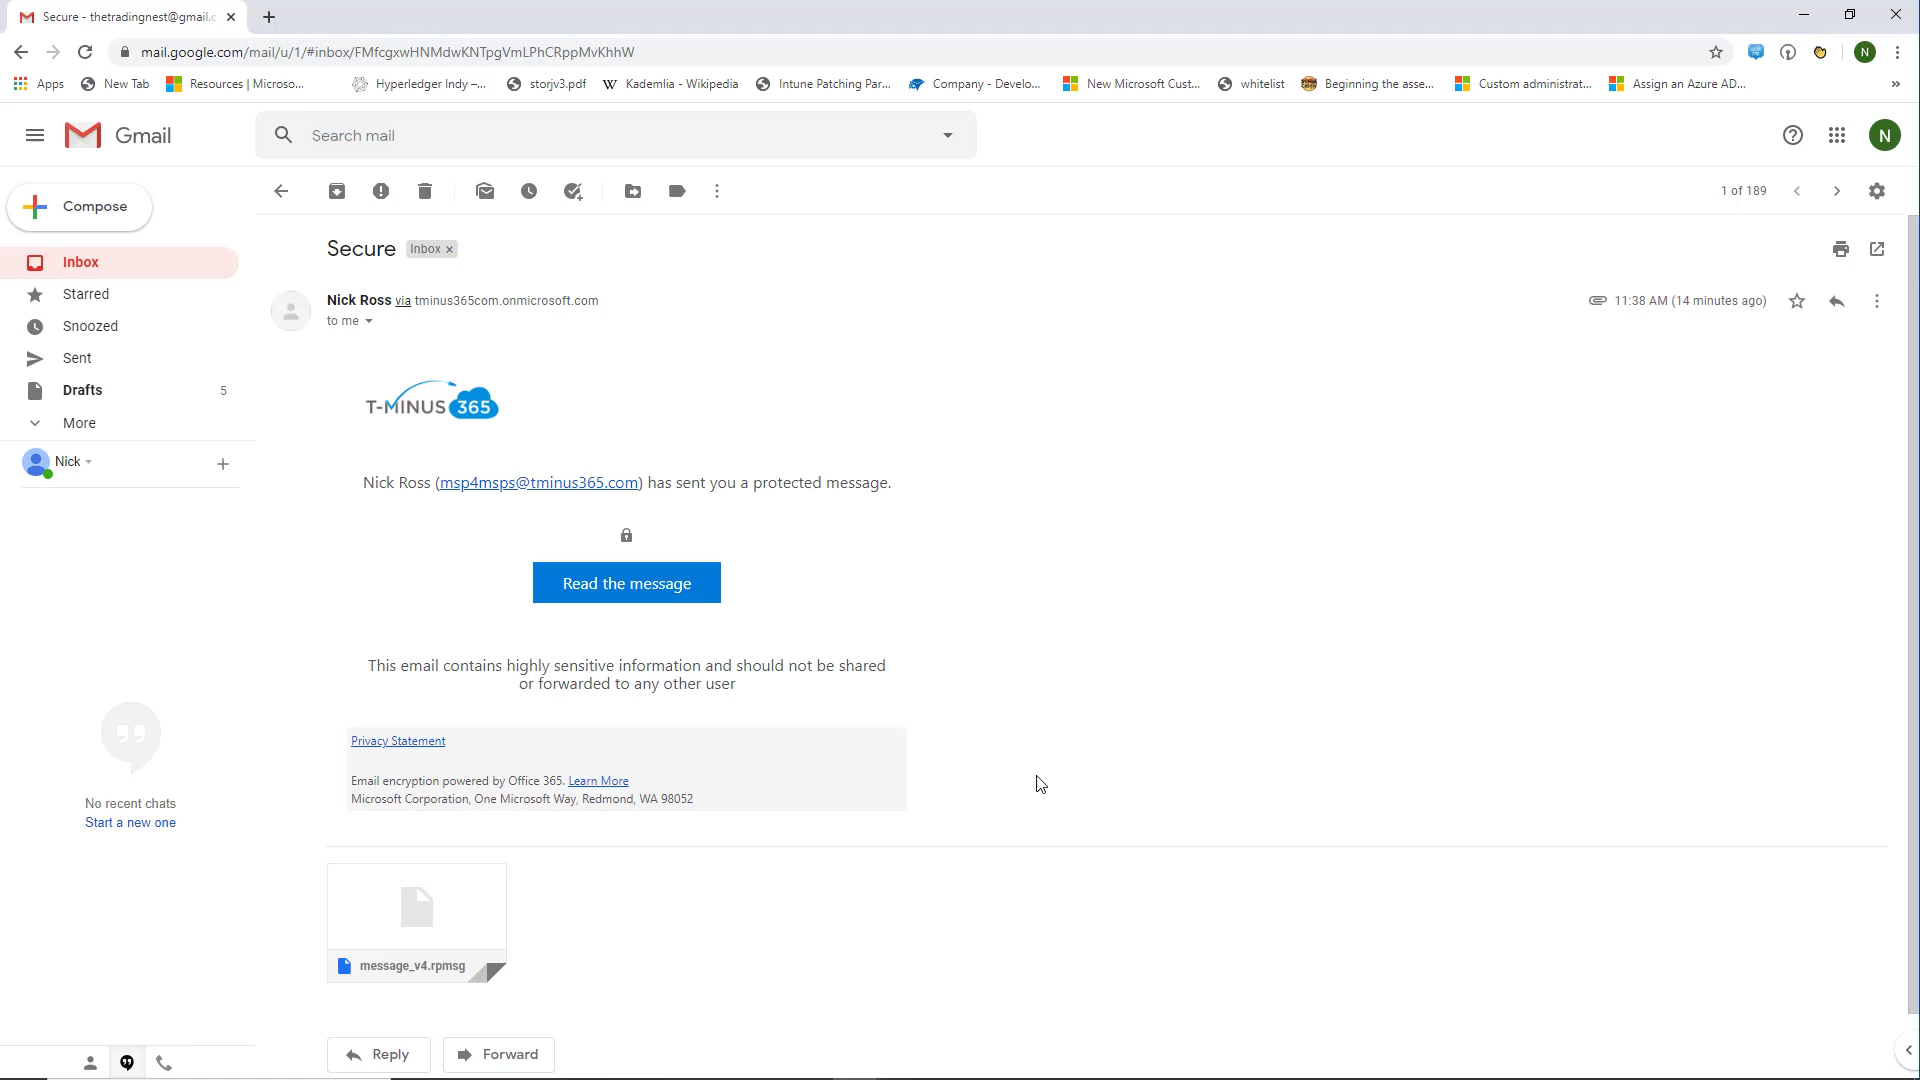 Secure - thetradingnest@gmail.c
mail.google.com/mail/u/1/#inbox/FMfcgxwHNMdwKNTpgVmLPhCRppMvKhhW
N
Apps
New Tab
Resources | Microso...
Hyperledger Indy –...
storjv3.pdf
Kademlia - Wikipedia
Intune Patching Par...
Company - Develo...
New Microsoft Cust...
whitelist
Beginning the asse...
Custom administrat...
Assign an Azure AD...
»
Gmail
Search mail
N
Compose
1 of 189
Inbox
Starred
Snoozed
Sent
Drafts 5
More
Nick
Secure Inbox x
Nick Ross via tminus365com.onmicrosoft.com
11:38 AM (14 minutes ago)
to me
T-MINUS 365
Nick Ross (msp4msps@tminus365.com) has sent you a protected message.
Read the message
This email contains highly sensitive information and should not be shared
or forwarded to any other user
Privacy Statement
Email encryption powered by Office 365. Learn More
Microsoft Corporation, One Microsoft Way, Redmond, WA 98052
No recent chats
Start a new one
message_v4.rpmsg
Reply
Forward